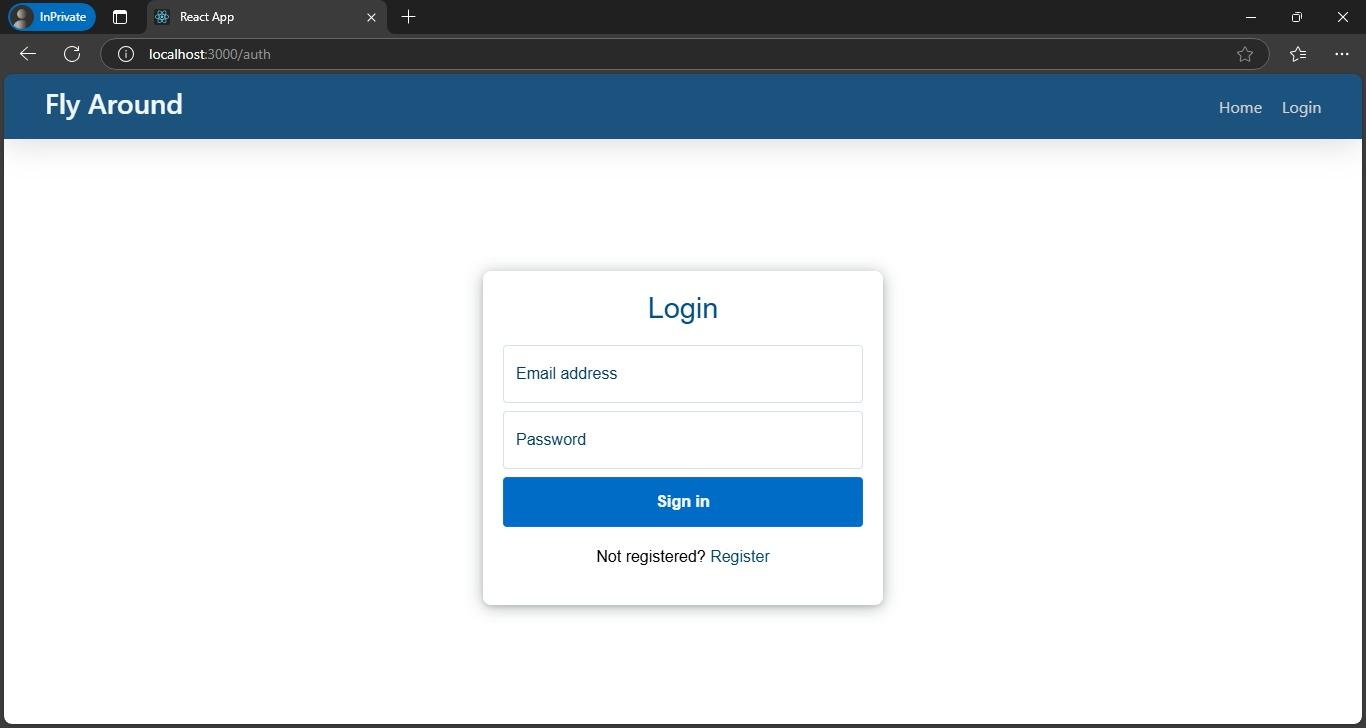 InPrivate
React App
localhost:3000/auth
Fly Around
Home Login
Login
Email address
Password
Sign in
Not registered? Register